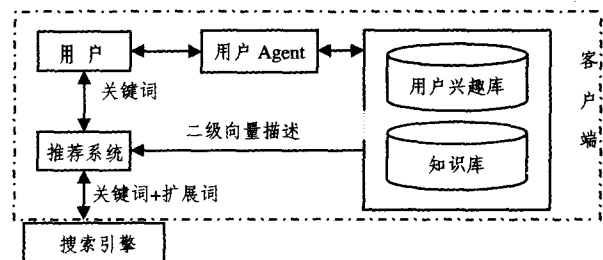 用户
用户 Agent
用户兴趣库
客户端
关键词
二级向量描述
推荐系统
知识库
关键词+扩展词
搜索引擎